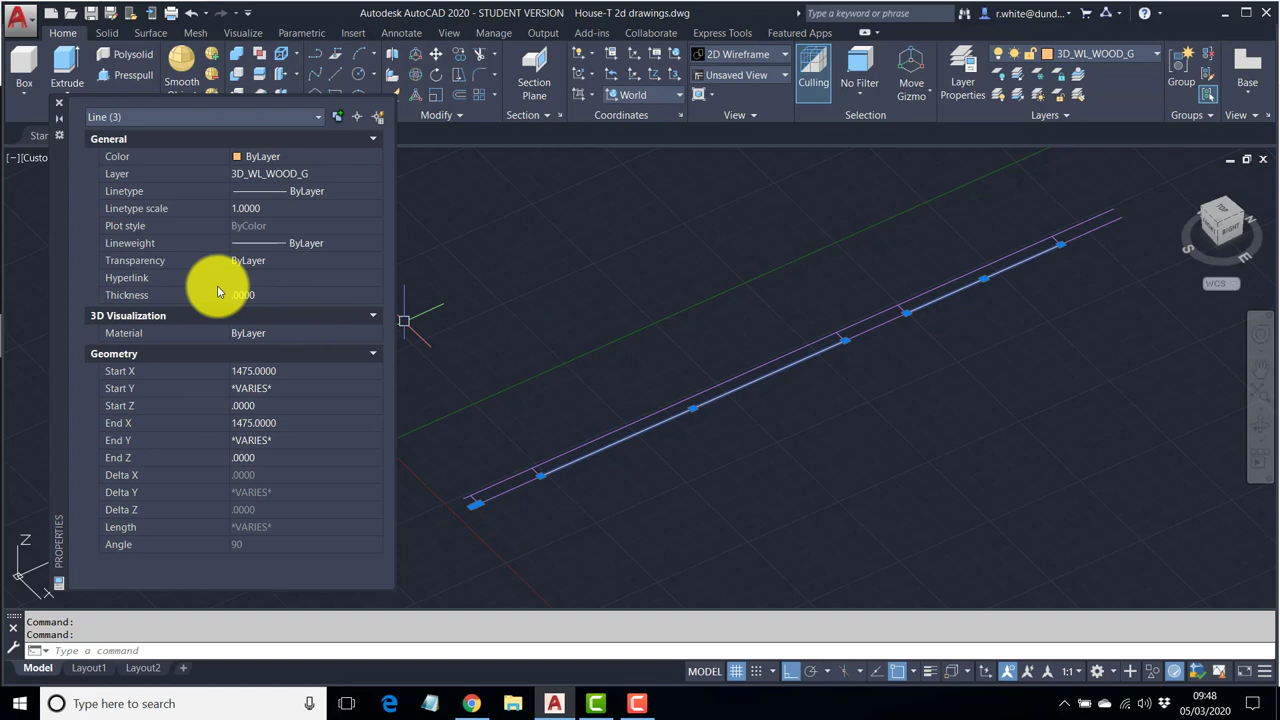 Autodesk AutoCAD 2020 - STUDENT VERSION House-T 2d drawings.dwg
Type a keyword or phrase
r.white@dund...
Home Solid Surface Mesh Visualize Parametric Insert Annotate View Manage Output Add-ins Collaborate Express Tools Featured Apps
Box
Extrude
Polysolid
Presspull
Smooth
Section
Plane
World
2D Wireframe
Unsaved View
Culling
No Filter
Move
Gizmo
Layer
Properties
3D_WL_WOOD_G
Group
Base
Modify Section Coordinates View Selection Layers Groups View
Star
[−][Custo
Line (3)
General
Color ByLayer
Layer 3D_WL_WOOD_G
Linetype ByLayer
Linetype scale 1.0000
Plot style ByColor
Lineweight ByLayer
Transparency ByLayer
Hyperlink
Thickness .0000
3D Visualization
Material ByLayer
Geometry
Start X 1475.0000
Start Y *VARIES*
Start Z .0000
End X 1475.0000
End Y *VARIES*
End Z .0000
Delta X .0000
Delta Y *VARIES*
Delta Z .0000
Length *VARIES*
Angle 90
PROPERTIES
TOP
FRONT
RIGHT
S
E
WCS
Z
X
Command:
Command:
Type a command
Model Layout1 Layout2 +
MODEL
1:1
Type here to search
09:48
05/03/2020